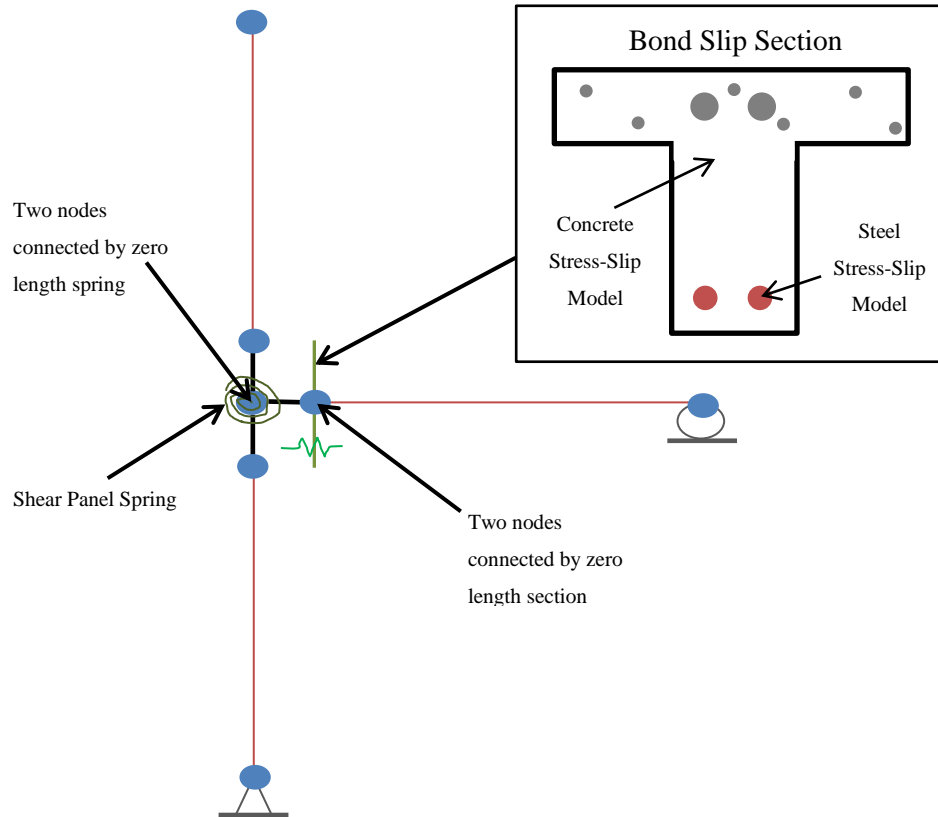 Bond Slip Section
Concrete
Stress-Slip
Model
Steel
Stress-Slip
Model
Two nodes
connected by zero
length spring
Shear Panel Spring
Two nodes
connected by zero
length section